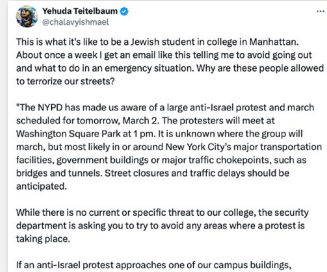 Yehuda Teitelbaum
@chalavyishmael
This is what it's like to be a Jewish student in college in Manhattan.
About once a week I get an email like this telling me to avoid going out
and what to do in an emergency situation. Why are these people allowed
to terrorize our streets?
"The NYPD has made us aware of a large anti-Israel protest and march
scheduled for tomorrow, March 2. The protesters will meet at
Washington Square Park at 1 pm. It is unknown where the group will
march, but most likely in or around New York City's major transportation
facilities, government buildings or major traffic chokepoints, such as
bridges and tunnels. Street closures and traffic delays should be
anticipated.
While there is no current or specific threat to our college, the security
department is asking you to try to avoid any areas where a protest is
taking place.
If an anti-Israel protest approaches one of our campus buildings,